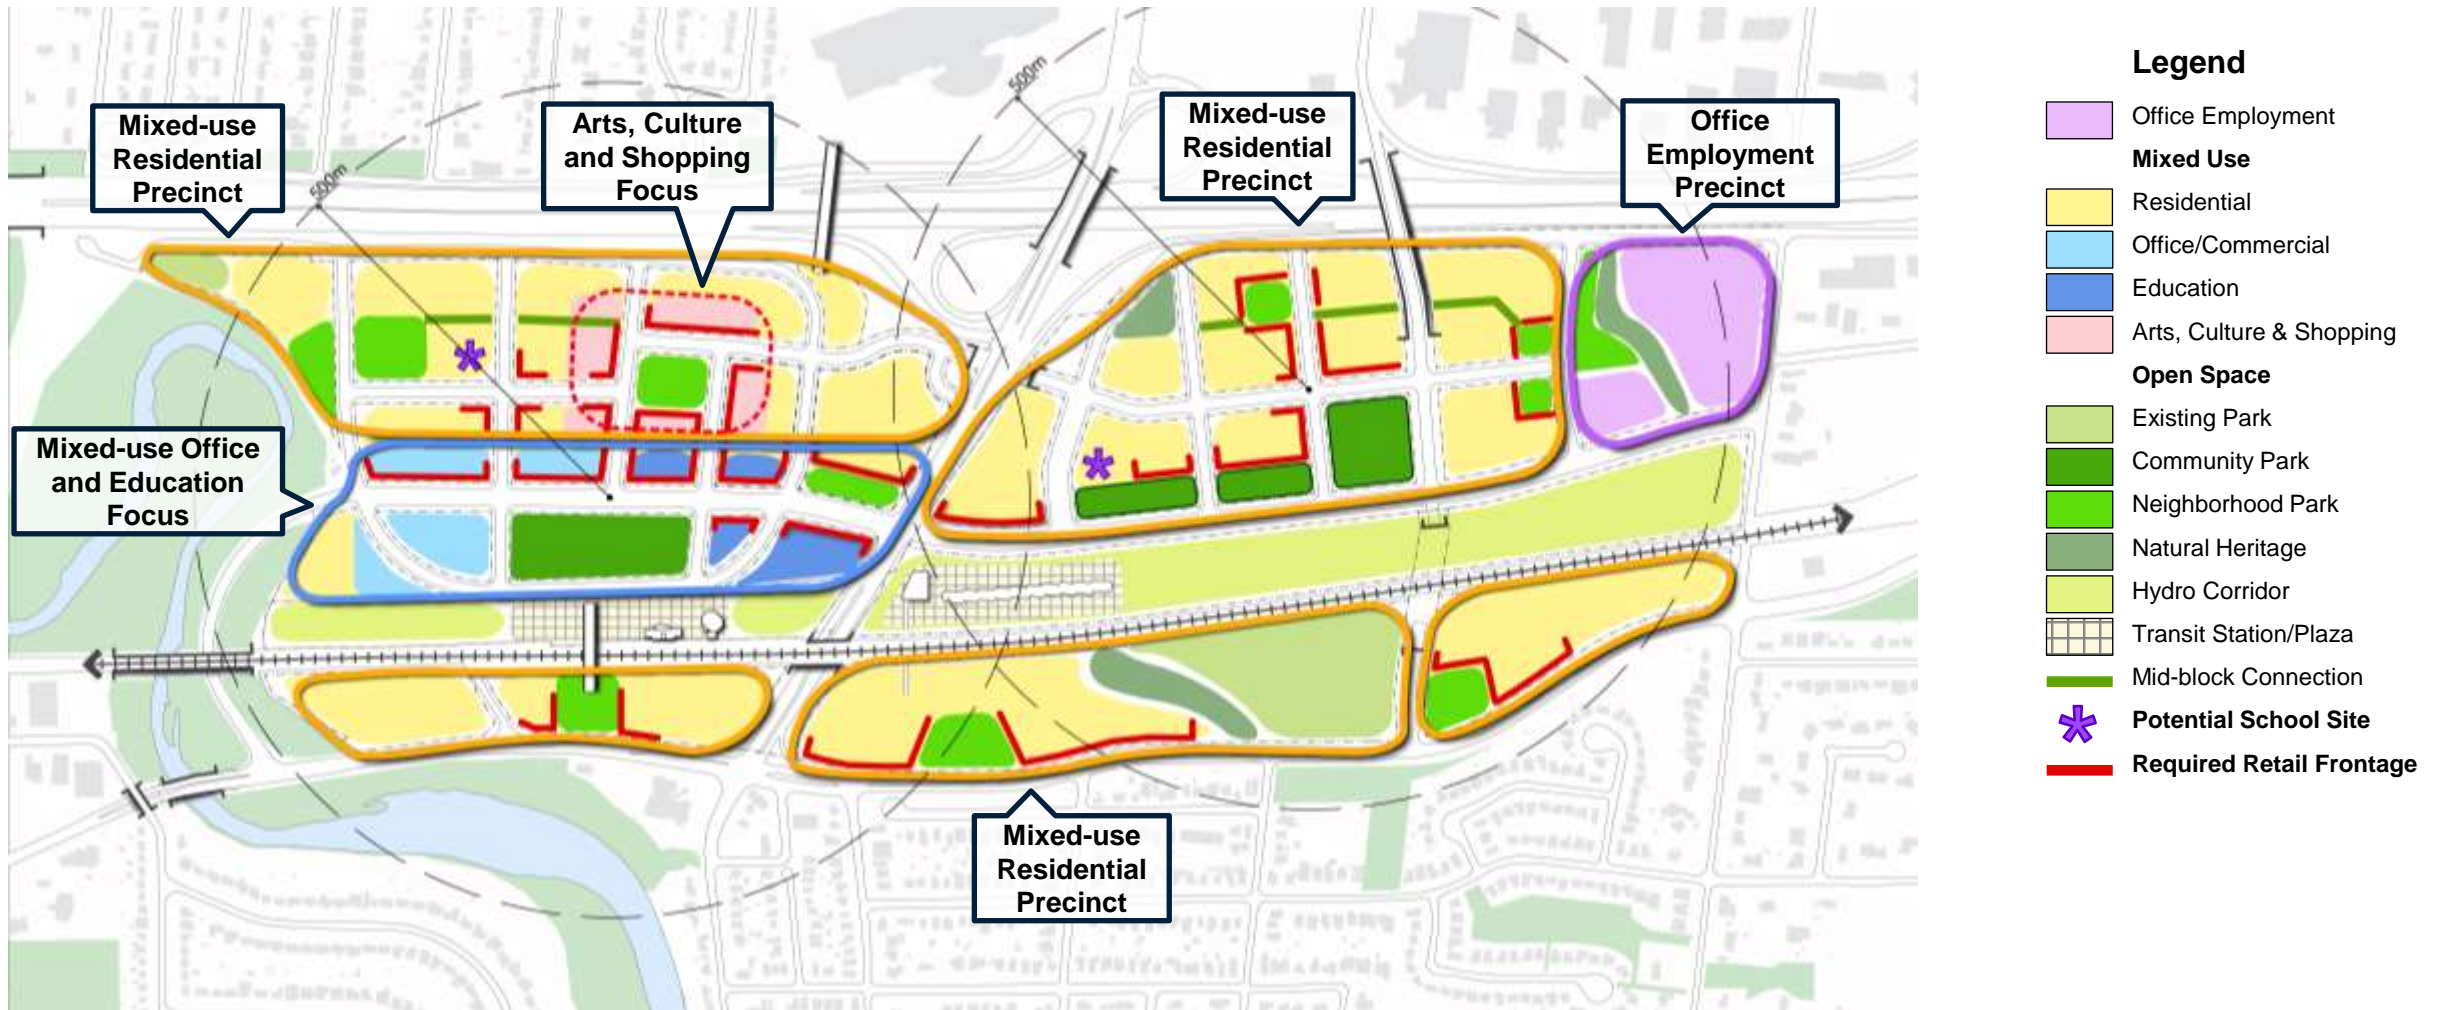 Mixed-use
Residential
Precinct
Arts, Culture
and Shopping
Focus
Mixed-use
Residential
Precinct
Office
Employment
Precinct
500m
500m
Mixed-use Office
and Education
Focus
Mixed-use
Residential
Precinct
Legend
Office Employment
Mixed Use
Residential
Office/Commercial
Education
Arts, Culture & Shopping
Open Space
Existing Park
Community Park
Neighborhood Park
Natural Heritage
Hydro Corridor
Transit Station/Plaza
Mid-block Connection
Potential School Site
Required Retail Frontage